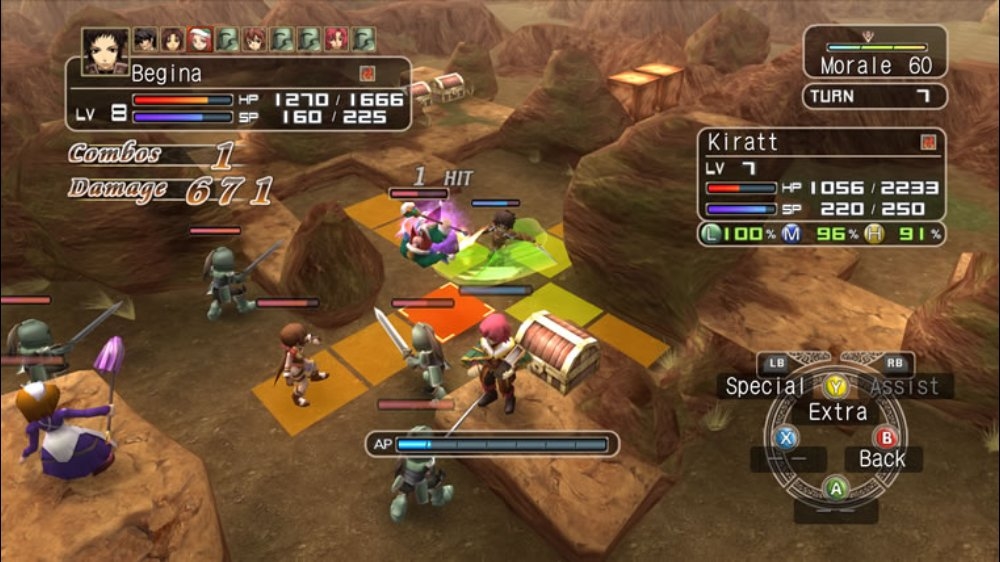 Begina
HP 1270 / 1666
LV 8 SP 160 / 225
Combos 1
Damage 671
1 HIT
Morale 60
TURN 7
Kiratt
LV 7
HP 1056 / 2233
SP 220 / 250
L 100% M 96% H 91%
LB RB
Special Y Assist
Extra
X B
Back
A
AP